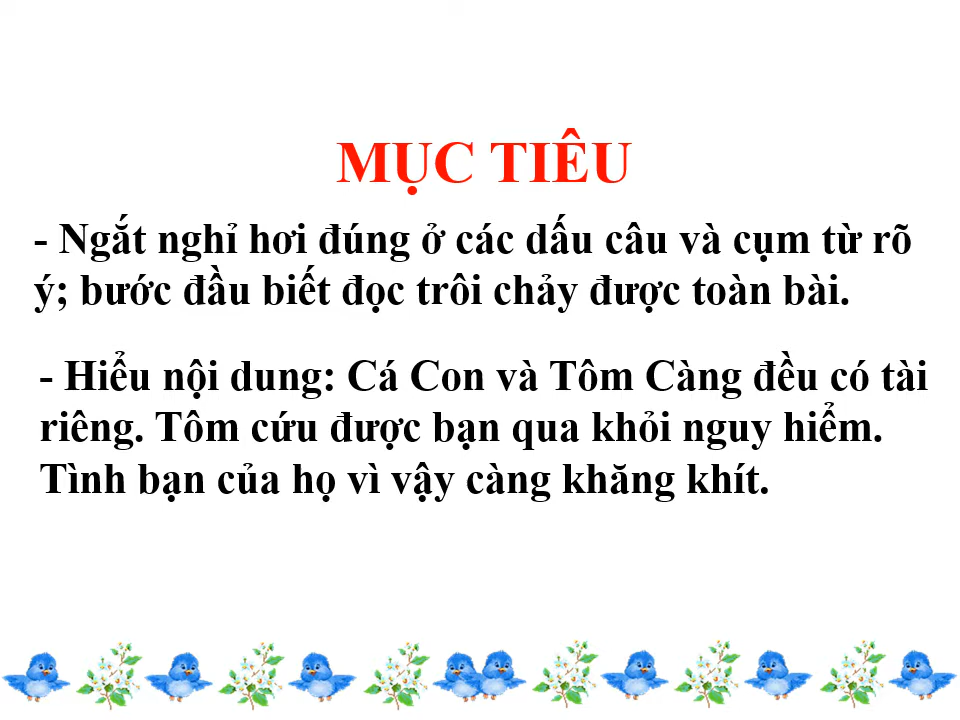 MỤC TIÊU
- Ngắt nghỉ hơi đúng ở các dấu câu và cụm từ rõ
ý; bước đầu biết đọc trôi chảy được toàn bài.
- Hiểu nội dung: Cá Con và Tôm Càng đều có tài
riêng. Tôm cứu được bạn qua khỏi nguy hiểm.
Tình bạn của họ vì vậy càng khăng khít.